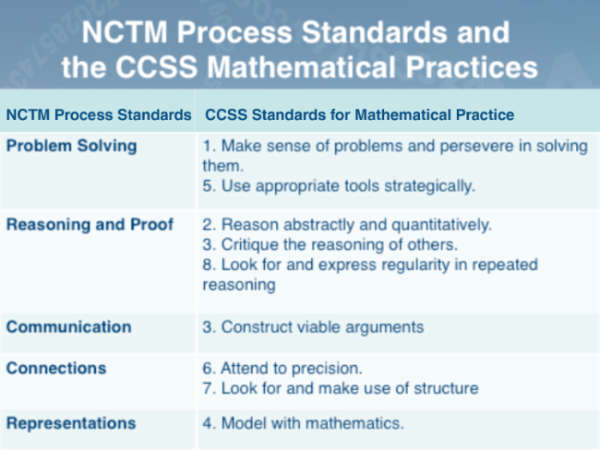 NCTM Process Standards and
the CCSS Mathematical Practices
NCTM Process Standards CCSS Standards for Mathematical Practice
Problem Solving 1. Make sense of problems and persevere in solving
them.
5. Use appropriate tools strategically.
Reasoning and Proof 2. Reason abstractly and quantitatively.
3. Critique the reasoning of others.
8. Look for and express regularity in repeated
reasoning
Communication 3. Construct viable arguments
Connections 6. Attend to precision.
7. Look for and make use of structure
Representations 4. Model with mathematics.